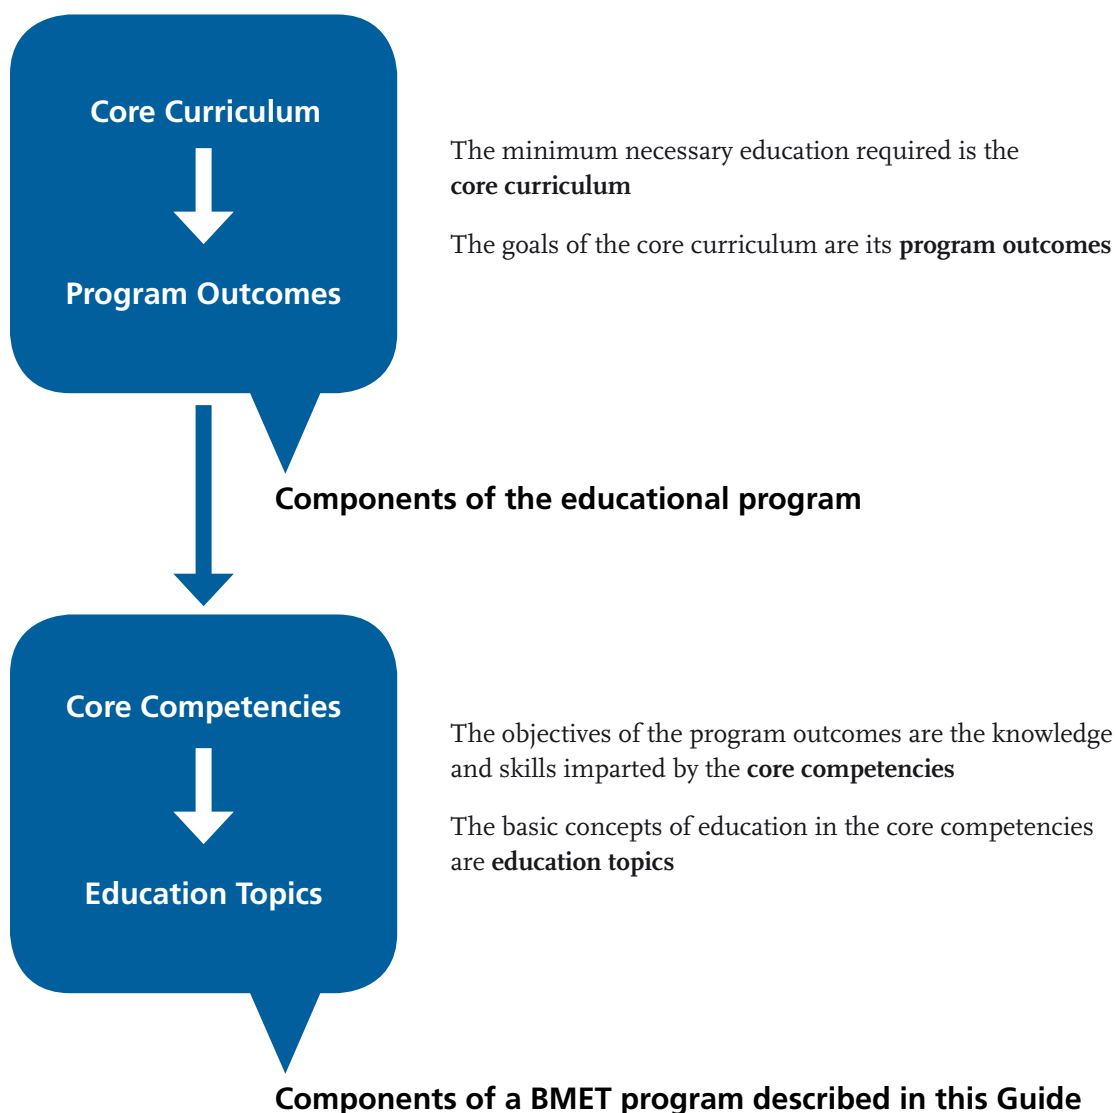 Core Curriculum
Program Outcomes
The minimum necessary education required is the
core curriculum
The goals of the core curriculum are its program outcomes
Components of the educational program
Core Competencies
Education Topics
The objectives of the program outcomes are the knowledge
and skills imparted by the core competencies
The basic concepts of education in the core competencies
are education topics
Components of a BMET program described in this Guide